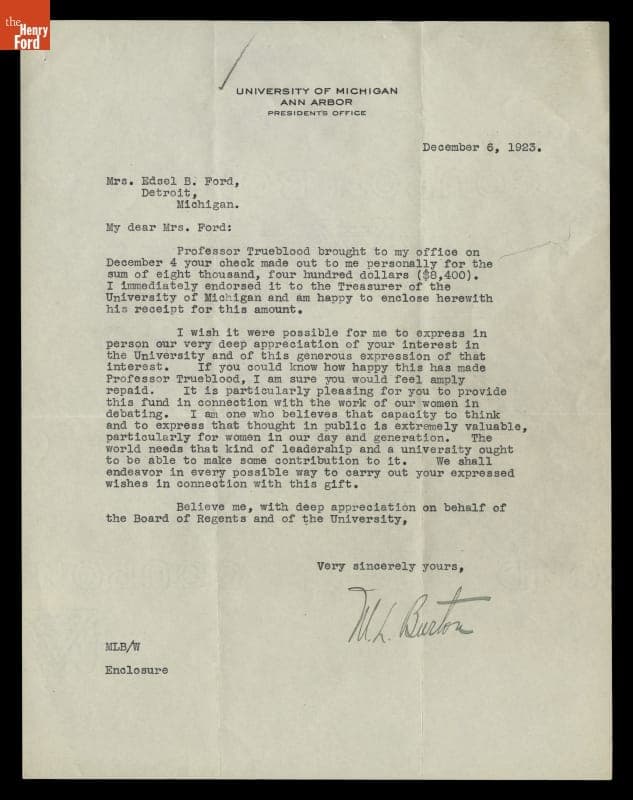 the
Henry
Ford
UNIVERSITY OF MICHIGAN
ANN ARBOR
PRESIDENT'S OFFICE
December 6, 1923.
Mrs. Edsel B. Ford,
Detroit,
Michigan.
My dear Mrs. Ford:
Professor Trueblood brought to my office on
December 4 your check made out to me personally for the
sum of eight thousand, four hundred dollars ($8,400).
I immediately endorsed it to the Treasurer of the
University of Michigan and am happy to enclose herewith
his receipt for this amount.
I wish it were possible for me to express in
person our very deep appreciation of your interest in
the University and of this generous expression of that
interest. If you could know how happy this has made
Professor Trueblood, I am sure you would feel amply
repaid. It is particularly pleasing for you to provide
this fund in connection with the work of our women in
debating. I am one who believes that capacity to think
and to express that thought in public is extremely valuable,
particularly for women in our day and generation. The
world needs that kind of leadership and a university ought
to be able to make some contribution to it. We shall
endeavor in every possible way to carry out your expressed
wishes in connection with this gift.
Believe me, with deep appreciation on behalf of
the Board of Regents and of the University,
Very sincerely yours,
M. L. Burton
MLB/W
Enclosure